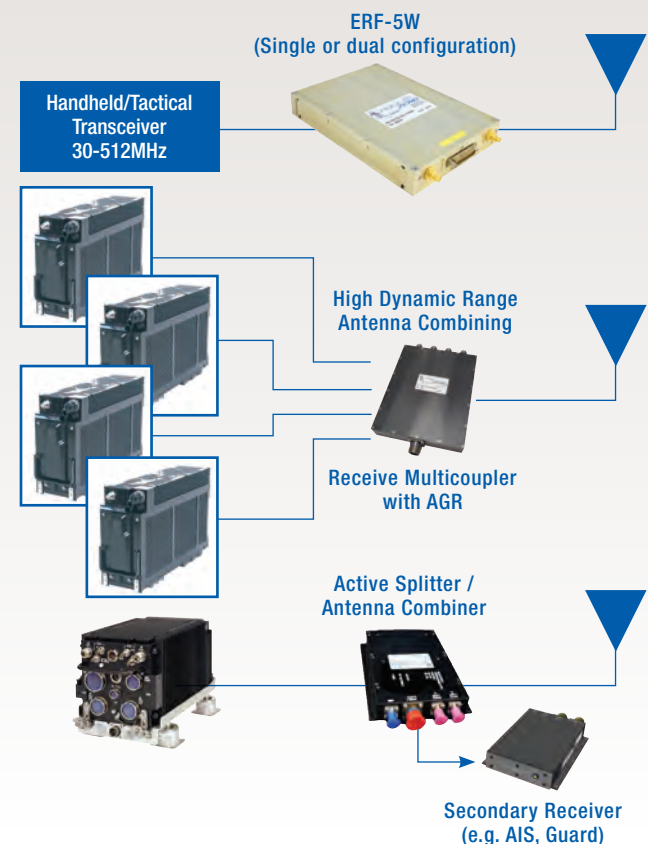 ERF-5W
(Single or dual configuration)
Handheld/Tactical
Transceiver
30-512MHz
High Dynamic Range
Antenna Combining
Receive Multicoupler
with AGR
Active Splitter /
Antenna Combiner
Secondary Receiver
(e.g. AIS, Guard)